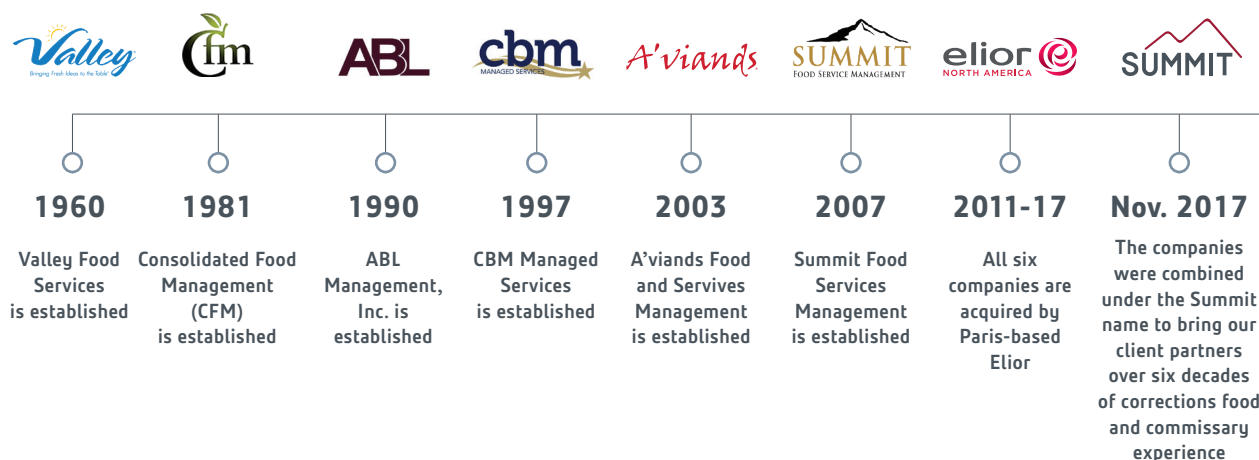 Valley
Bringing Fresh Ideas to the Table®
Cfm
ABL
cbm
MANAGED SERVICES
A'viands
SUMMIT
FOOD SERVICE MANAGEMENT
elior
NORTH AMERICA
SUMMIT
1960
Valley Food
Services
is established
1981
Consolidated Food
Management
(CFM)
is established
1990
ABL
Management,
Inc. is
established
1997
CBM Managed
Services
is established
2003
A’viands Food
and Servives
Management
is established
2007
Summit Food
Services
Management
is established
2011-17
All six
companies are
acquired by
Paris-based
Elior
Nov. 2017
The companies
were combined
under the Summit
name to bring our
client partners
over six decades
of corrections food
and commissary
experience